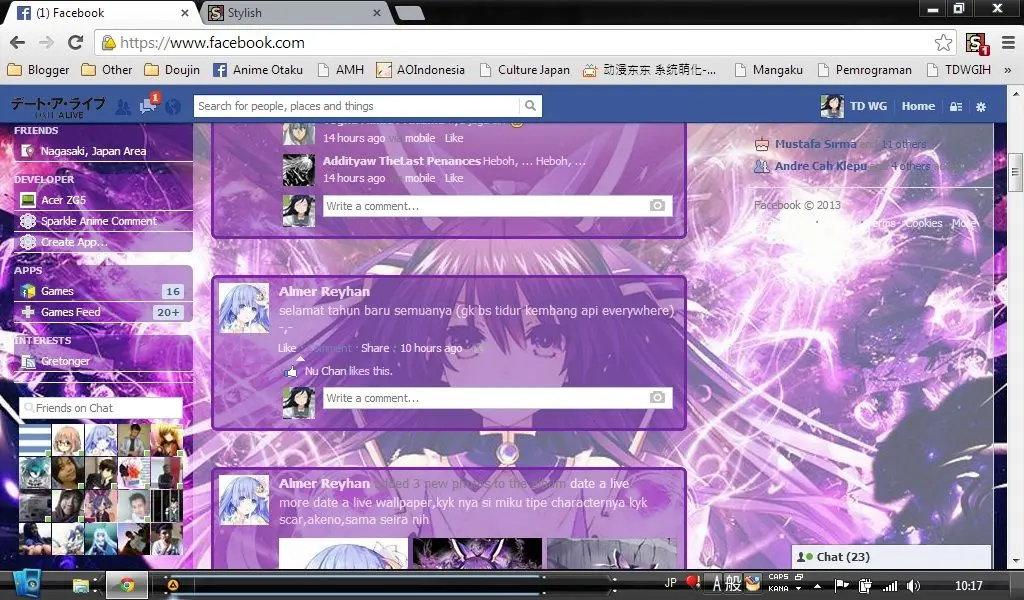 (1) Facebook
Stylish
https://www.facebook.com
1
Blogger Other Doujin Anime Otaku AMH AOIndonesia Culture Japan 动漫东东 系统萌化-... Mangaku Pemrograman TDWGIH »
デート・ア・ライブ
DATE A LIVE
1
Search for people, places and things
TD WG Home
FRIENDS
Nagasaki, Japan Area
DEVELOPER
Acer ZG5
Sparkle Anime Comment
Create App...
APPS
Games 16
Games Feed 20+
INTERESTS
Gretonger
Friends on Chat
14 hours ago mobile Like
Addityaw TheLast Penances Heboh, ... Heboh, ...
14 hours ago mobile Like
Write a comment...
Almer Reyhan
selamat tahun baru semuanya (gk bs tidur kembang api everywhere)
-,-
Like · Comment · Share · 10 hours ago
Nu Chan likes this.
Write a comment...
Almer Reyhan added 3 new photos to the album date a live
more date a live wallpaper,kyk nya si miku tipe characternya kyk
scar,akeno,sama seira nih
Mustafa Sirma and 11 others
Andre Cah Klepu and 4 others
Facebook © 2013
Terms · Cookies · More
Chat (23)
JP A 般 CAPS KANA 10:17